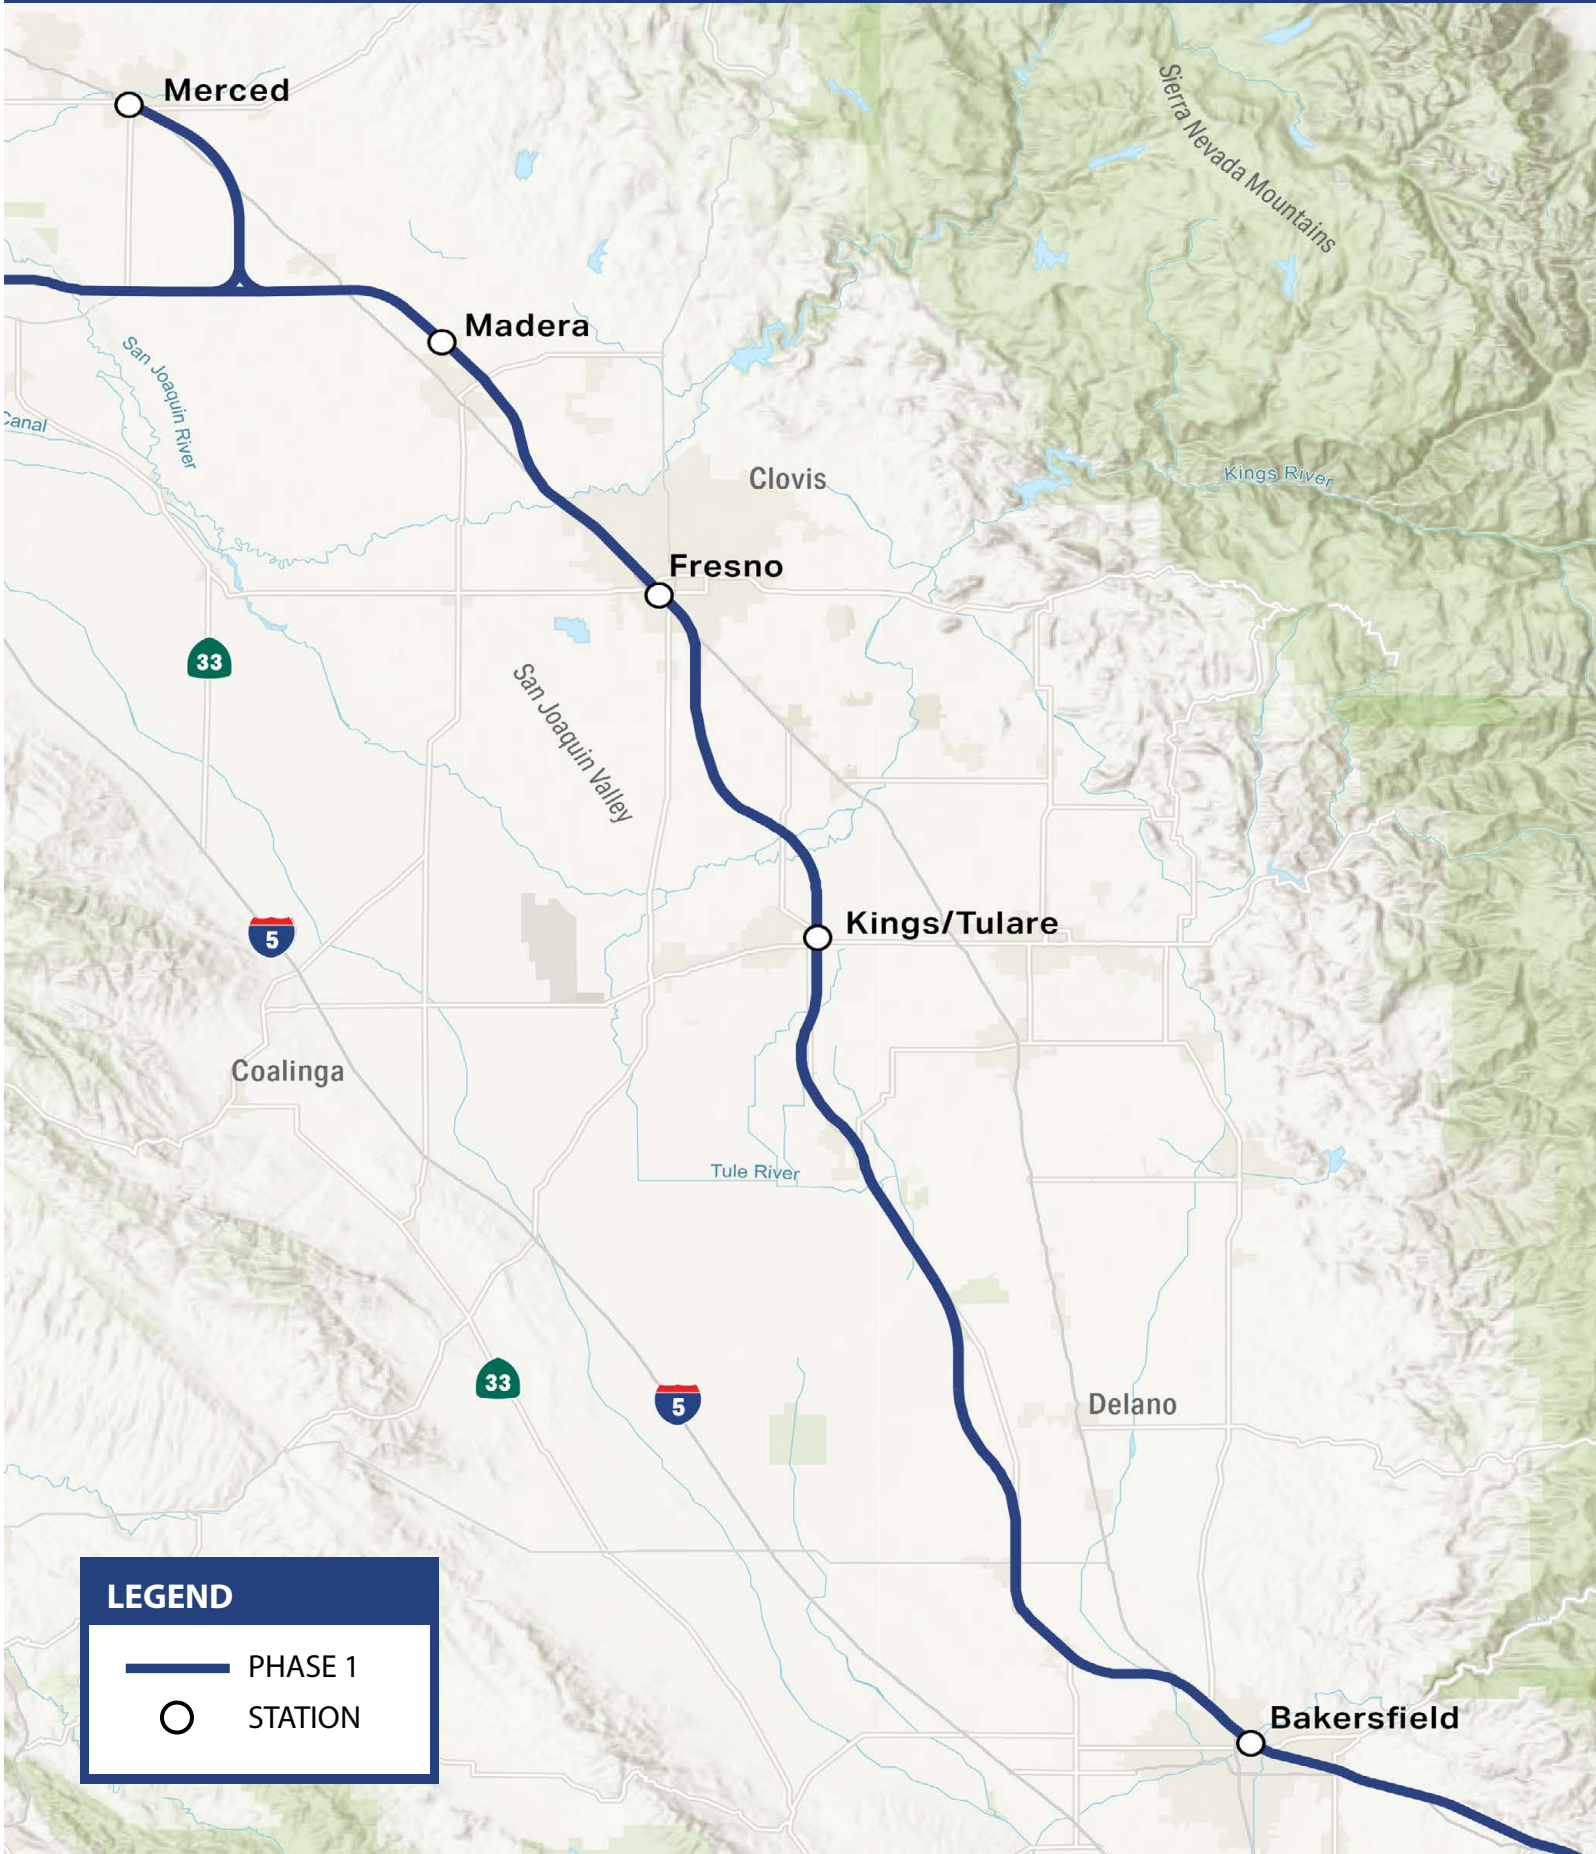 Merced
Sierra Nevada Mountains
Madera
San Joaquin River
Canal
Clovis
Kings River
Fresno
33
San Joaquin Valley
Kings/Tulare
5
Coalinga
Tule River
33
5
Delano
LEGEND
PHASE 1
STATION
Bakersfield